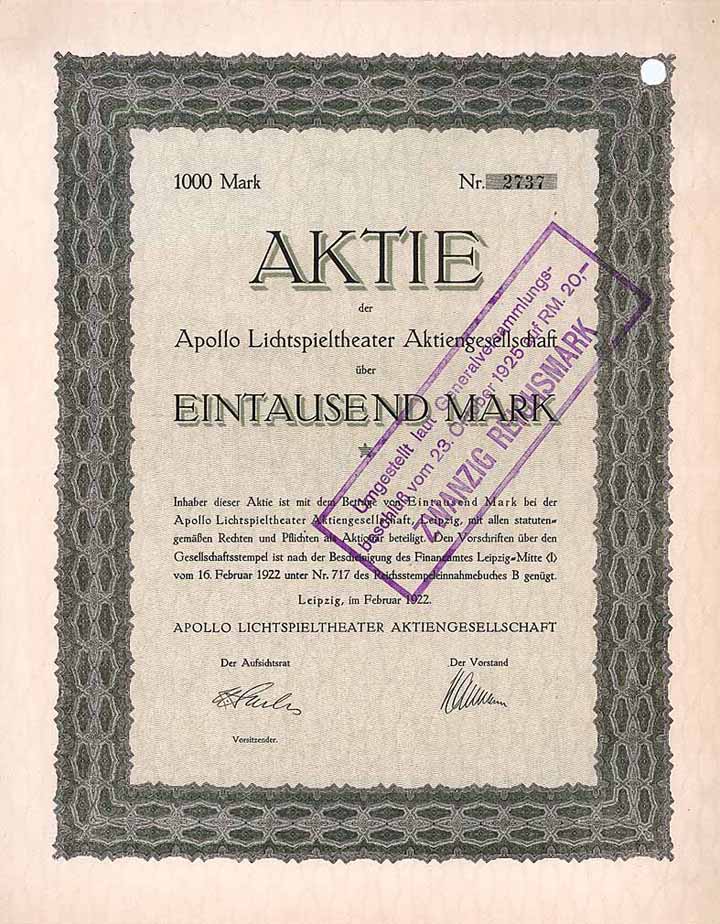 1000 Mark Nr. 2737
AKTIE
der
Apollo Lichtspieltheater Aktiengesellschaft
über
EINTAUSEND MARK
Umgestellt laut Generalversammlungs-
beschluß vom 23. Oktober 1925 auf RM. 20,-
ZWANZIG REICHSMARK
Inhaber dieser Aktie ist mit dem Betrage von Eintausend Mark bei der
Apollo Lichtspieltheater Aktiengesellschaft, Leipzig, mit allen statuten-
gemäßen Rechten und Pflichten als Aktionär beteiligt. Den Vorschriften über den
Gesellschaftsstempel ist nach der Bescheinigung des Finanzamtes Leipzig-Mitte (I)
vom 16. Februar 1922 unter Nr. 717 des Reichsstempeleinnahmebuches B genügt.
Leipzig, im Februar 1922.
APOLLO LICHTSPIELTHEATER AKTIENGESELLSCHAFT
Der Aufsichtsrat Der Vorstand
Vorsitzender.